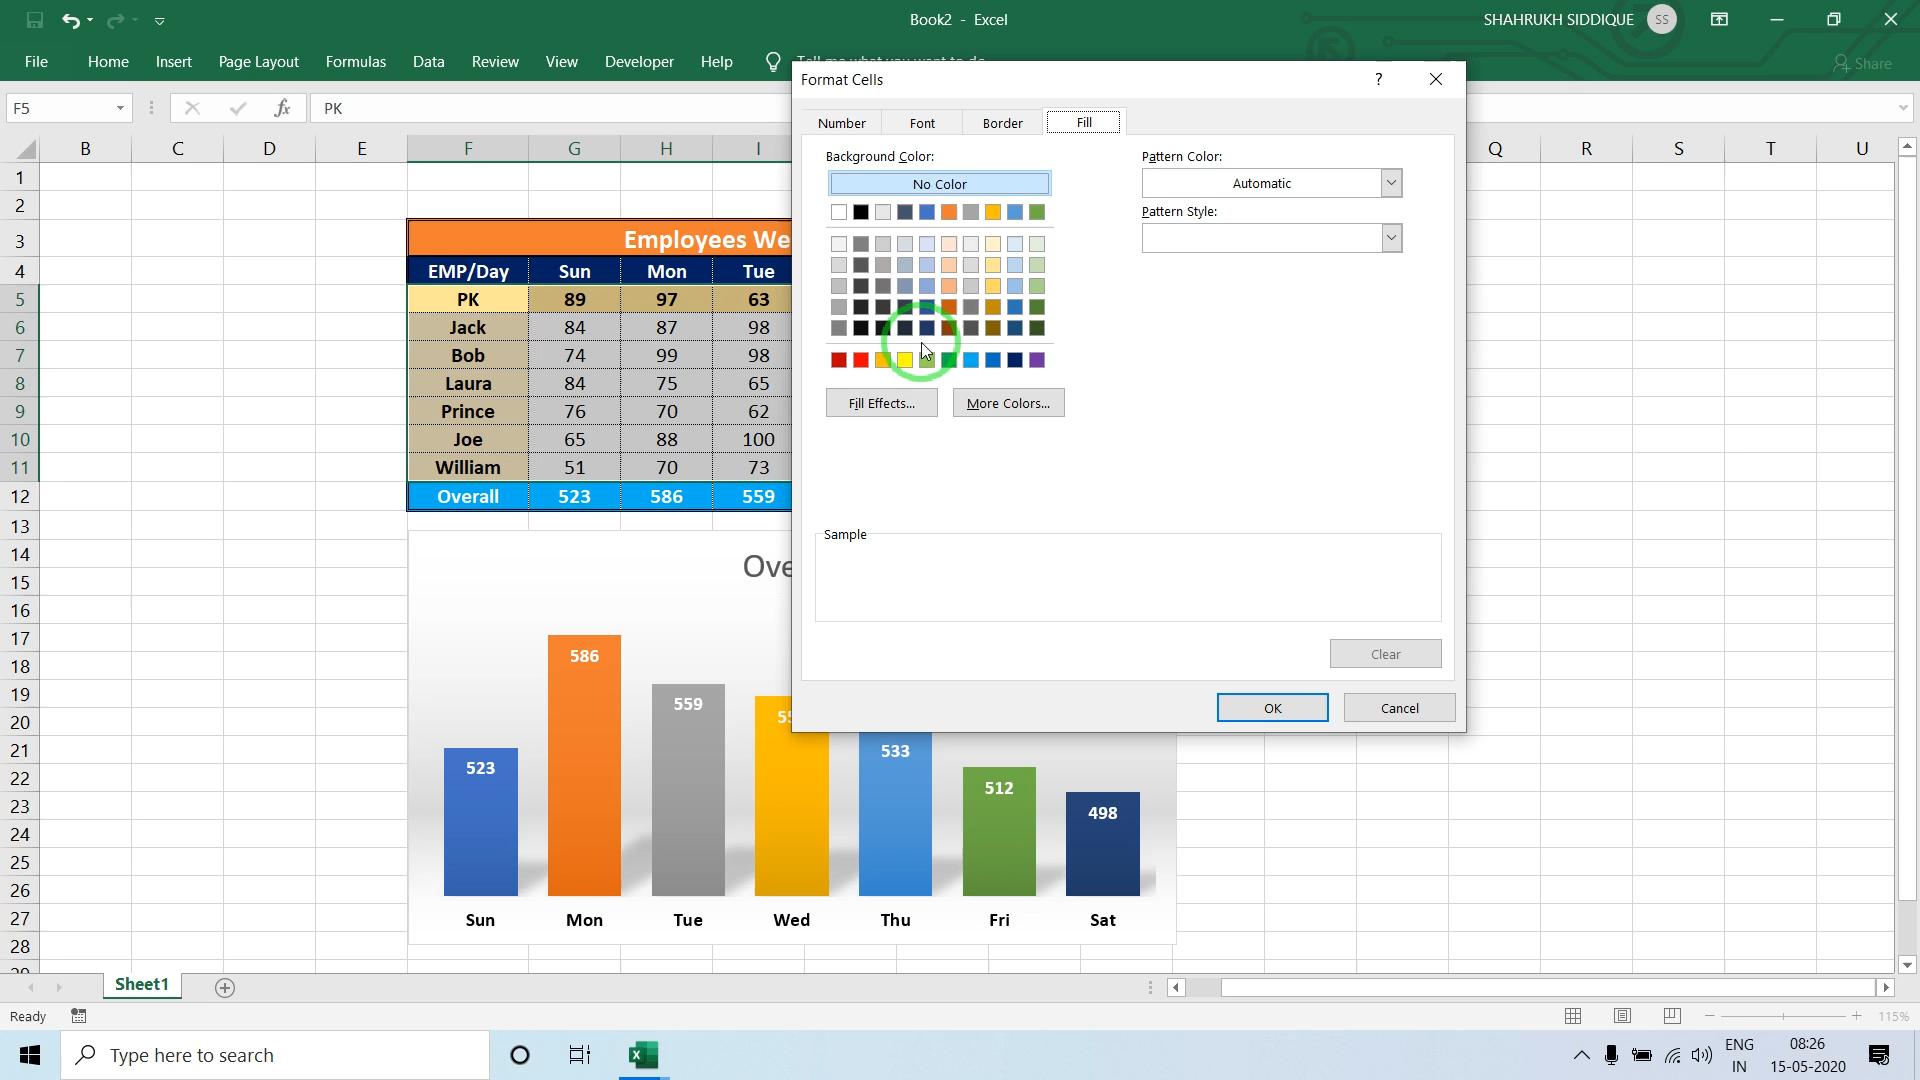 Book2 - Excel
SHAHRUKH SIDDIQUE SS
File Home Insert Page Layout Formulas Data Review View Developer Help
Share
Format Cells ?
F5 fx PK
Number Font Border Fill
B C D E F G H I Q R S T U
Background Color: Pattern Color:
No Color Automatic
Pattern Style:
1
2
3 Employees We
4 EMP/Day Sun Mon Tue
5 PK 89 97 63
6 Jack 84 87 98
7 Bob 74 99 98
8 Laura 84 75 65
9 Prince 76 70 62
10 Joe 65 88 100
11 William 51 70 73
12 Overall 523 586 559
Fill Effects... More Colors...
Sample
Clear
OK Cancel
13
14
15
16
17
18
19
20
21
22
23
24
25
26
27
28
Ove
523 586 559 533 512 498
Sun Mon Tue Wed Thu Fri Sat
Sheet1
Ready
115%
Type here to search
ENG
IN
08:26
15-05-2020